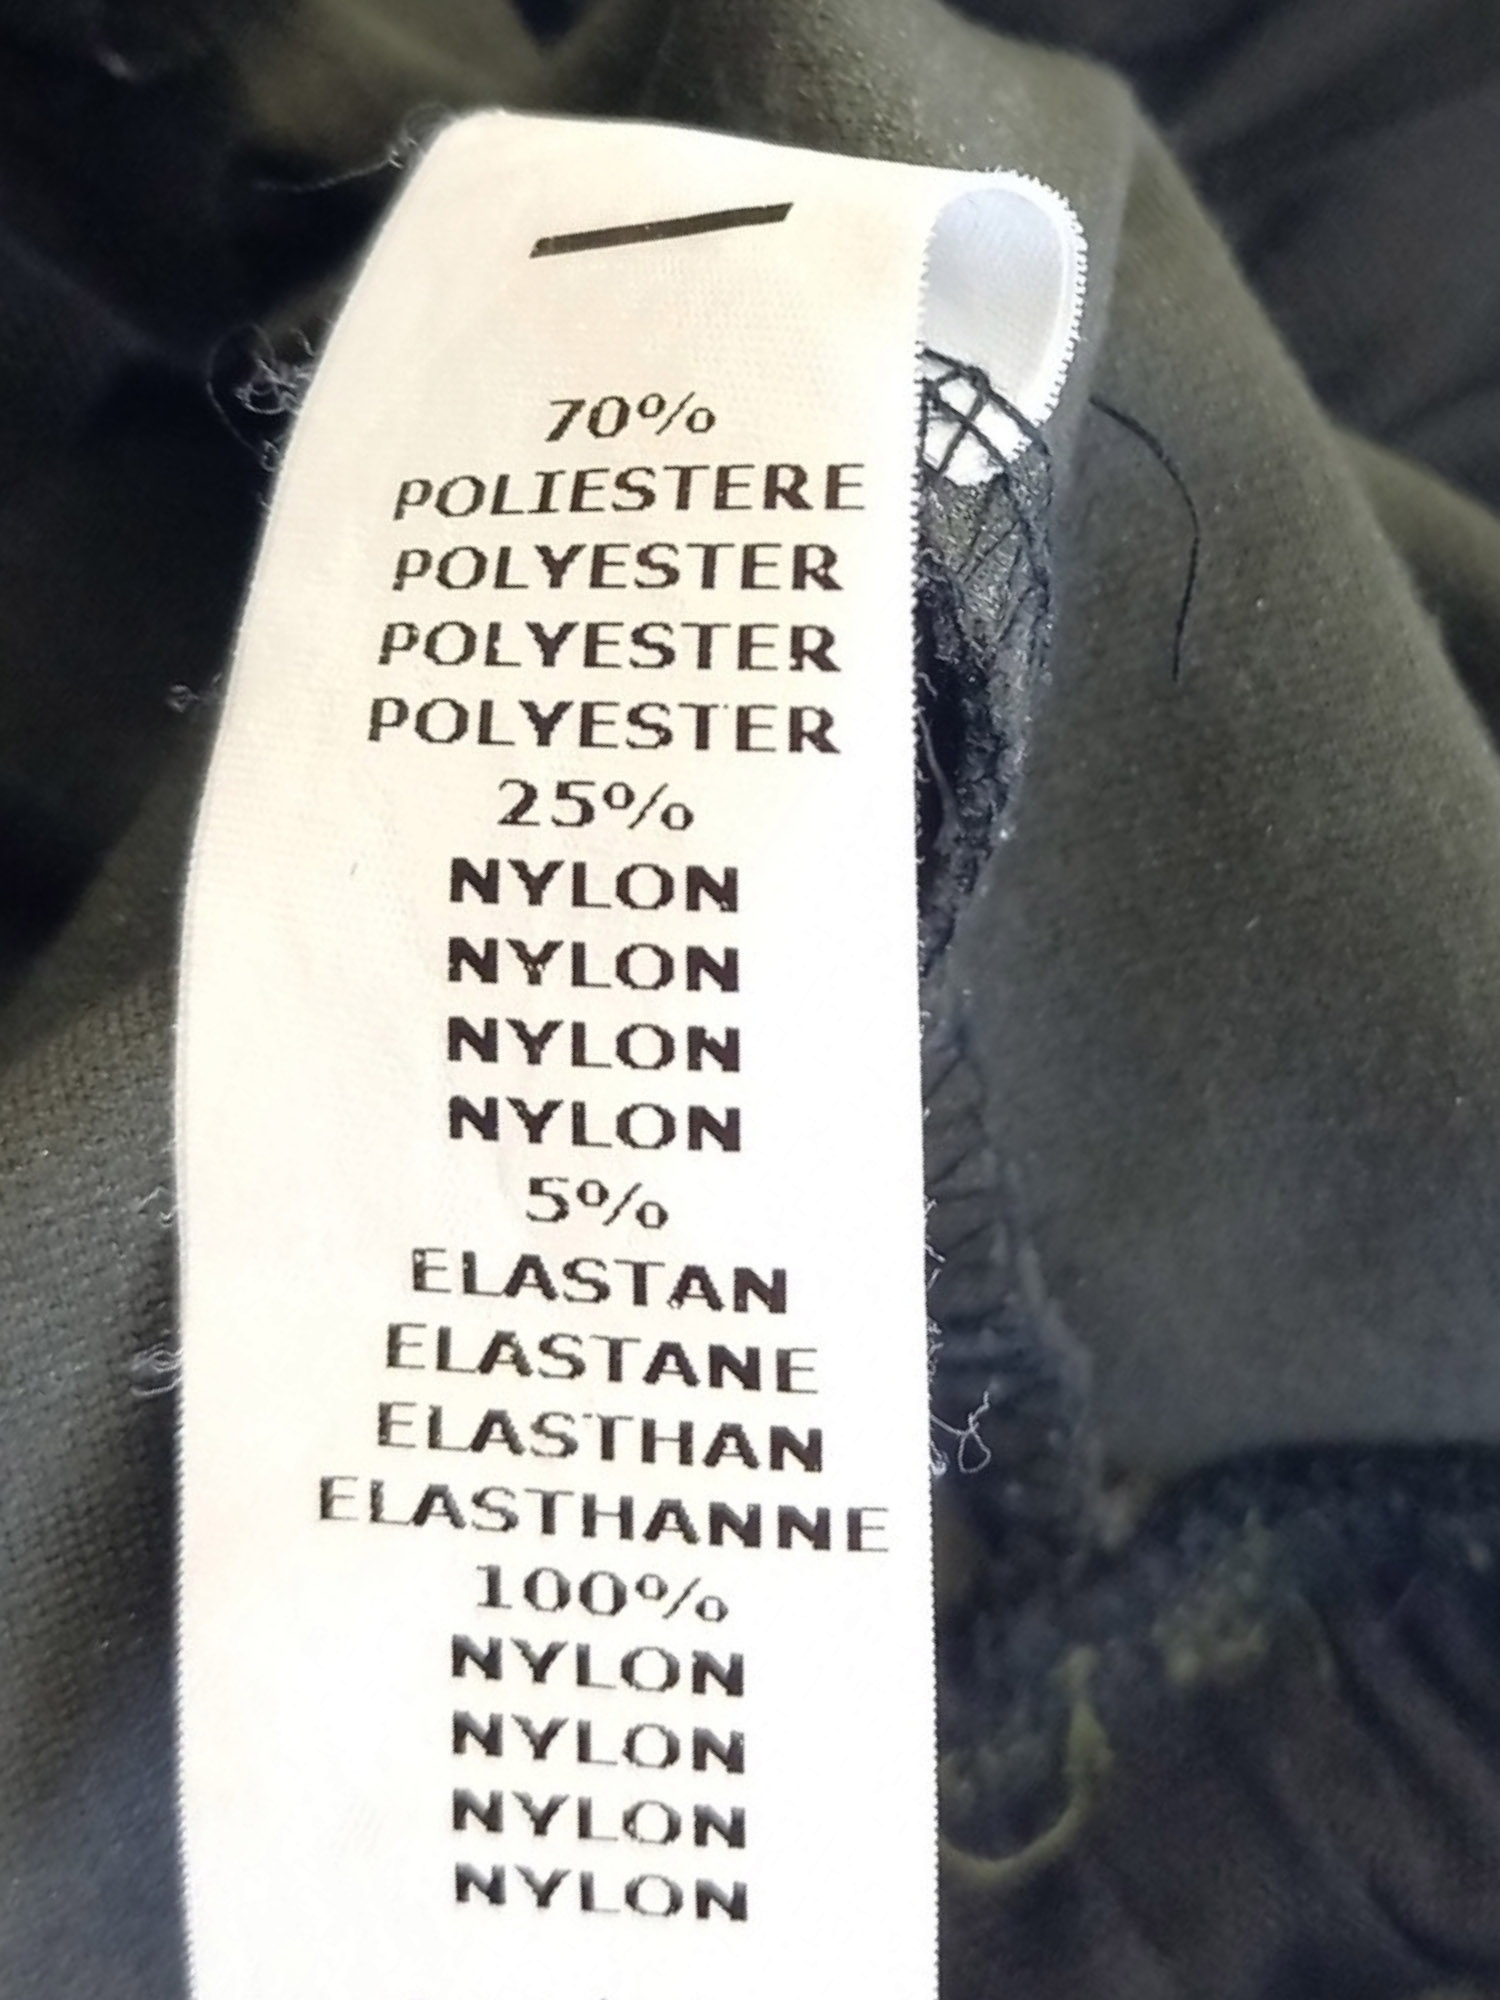 70%
POLIESTERE
POLYESTER
POLYESTER
POLYESTER
25%
NYLON
NYLON
NYLON
NYLON
5%
ELASTAN
ELASTANE
ELASTHAN
ELASTHANNE
100%
NYLON
NYLON
NYLON
NYLON